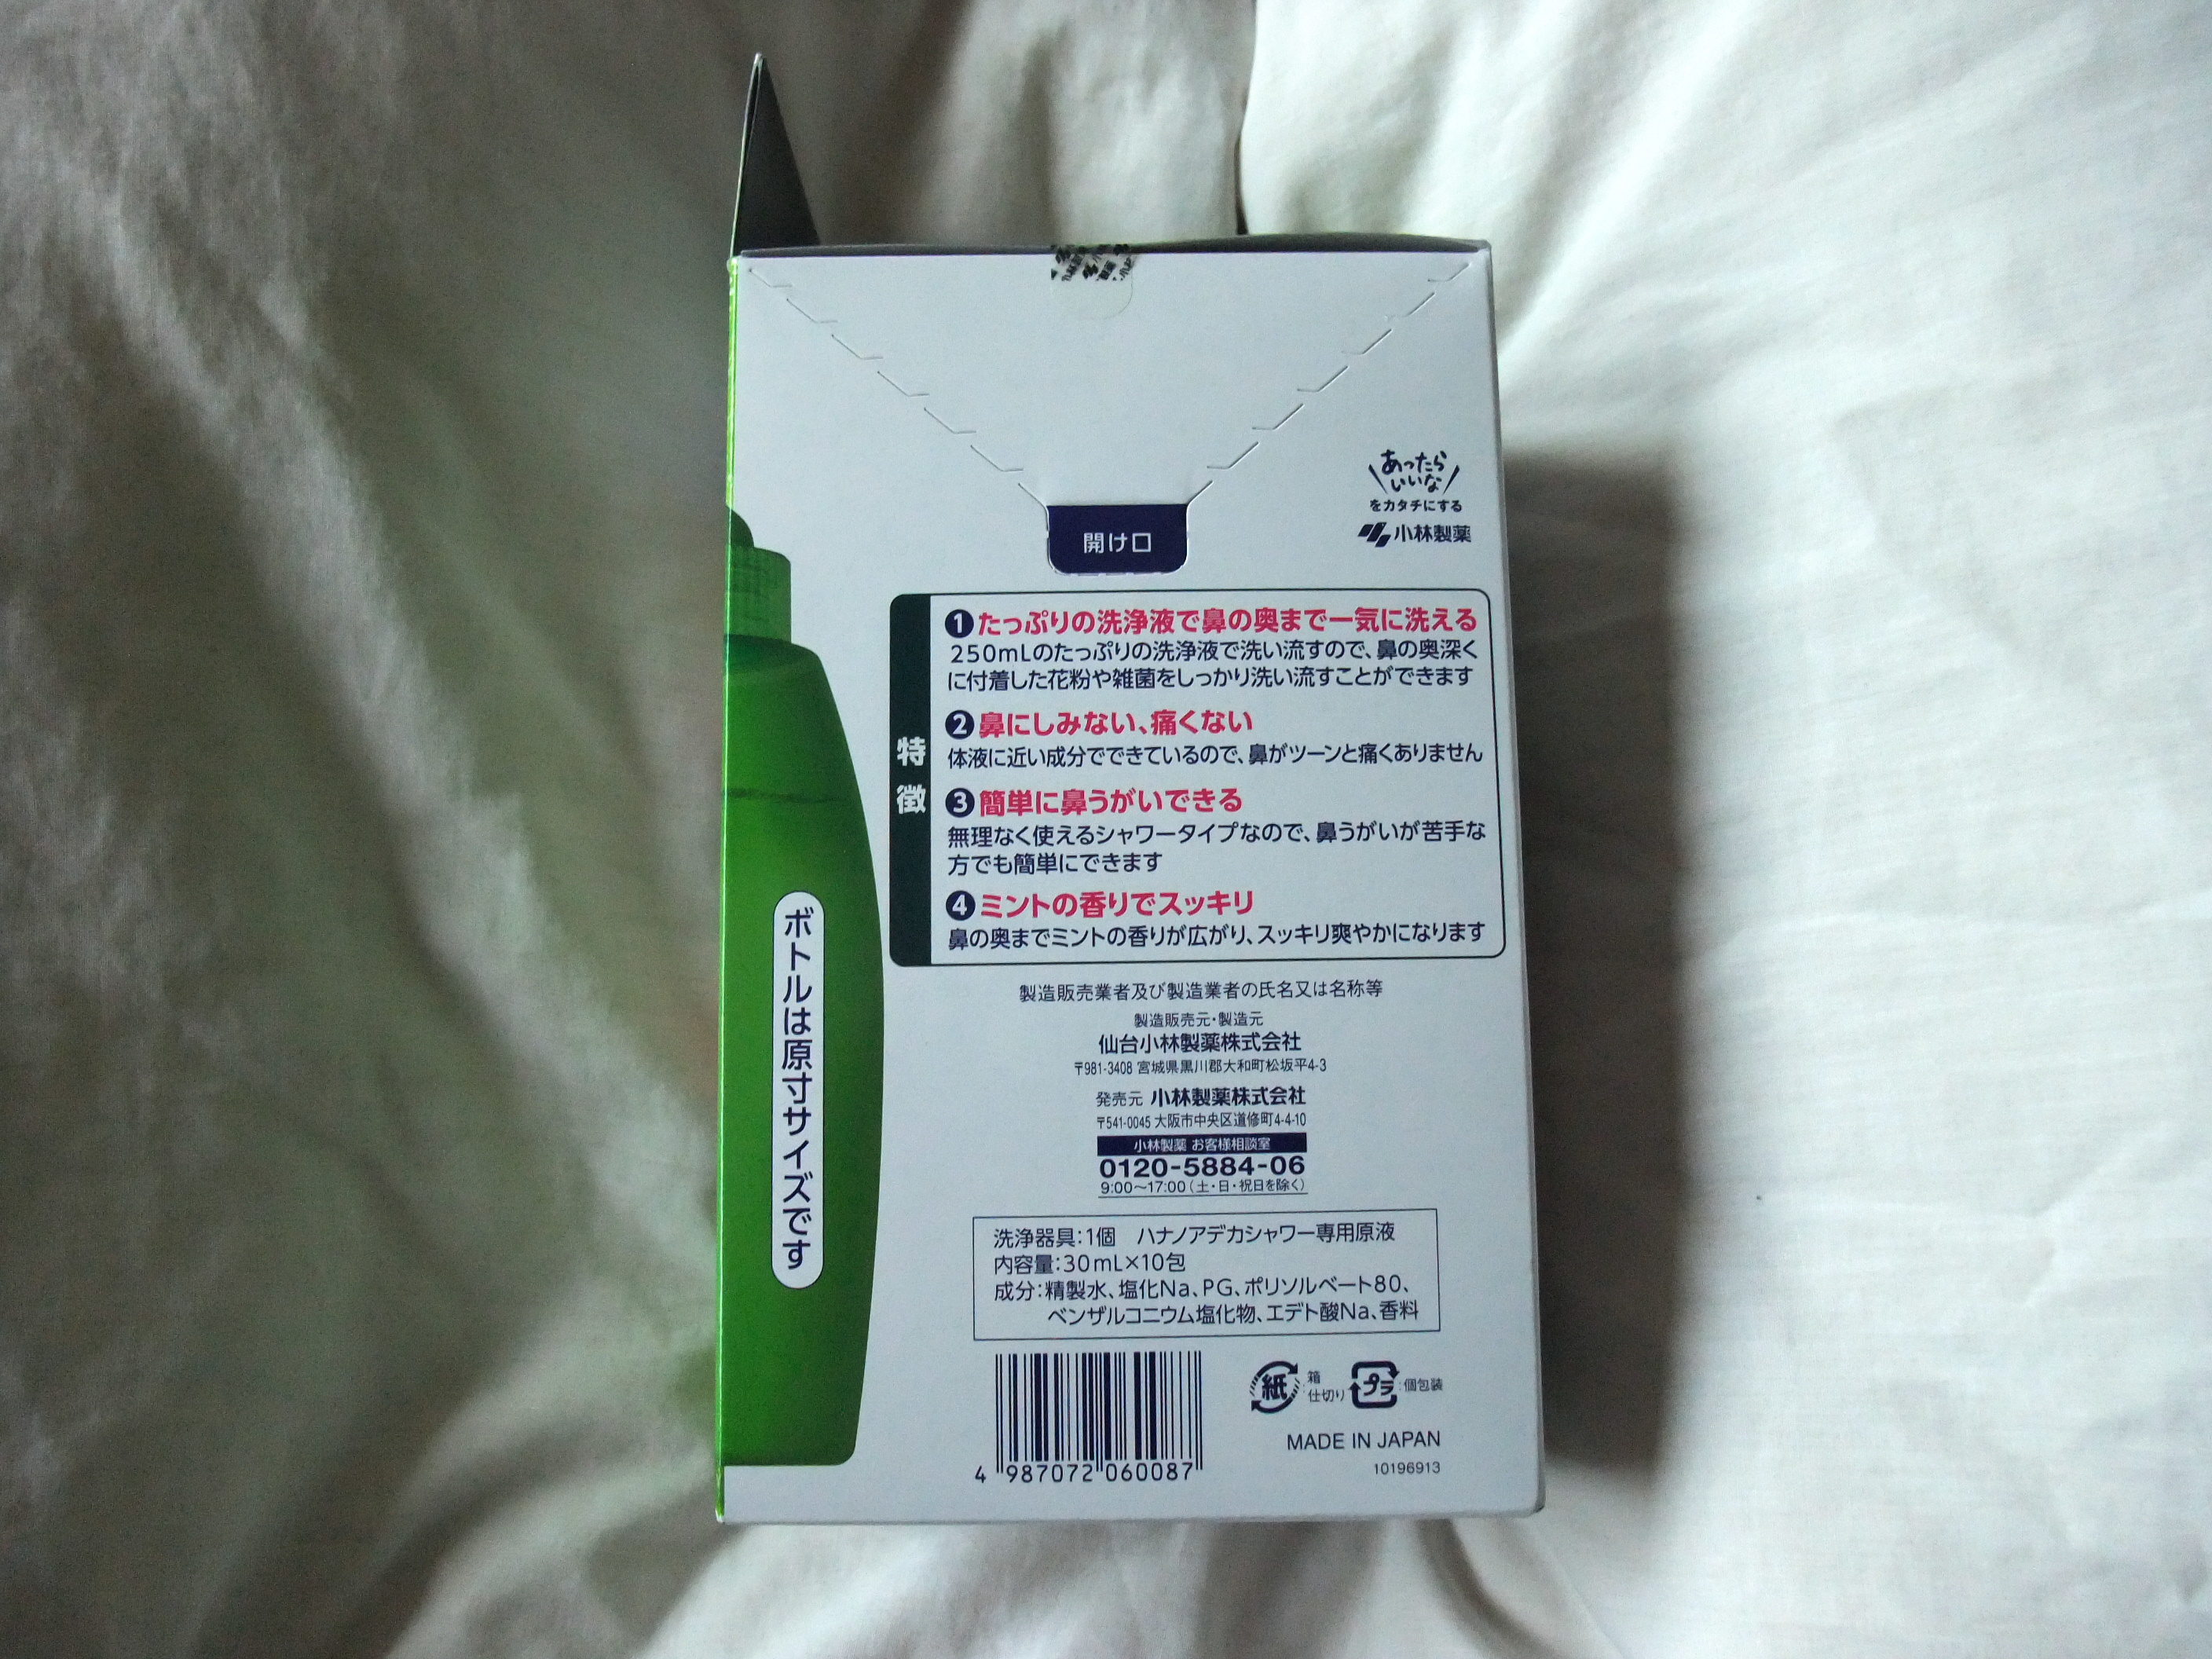 開け口
あったら
いいな
をカタチにする
小林製薬
特徴
1 たっぷりの洗浄液で鼻の奥まで一気に洗える
250mLのたっぷりの洗浄液で洗い流すので、鼻の奥深く
に付着した花粉や雑菌をしっかり洗い流すことができます
2 鼻にしみない、痛くない
体液に近い成分でできているので、鼻がツーンと痛くありません
3 簡単に鼻うがいできる
無理なく使えるシャワータイプなので、鼻うがいが苦手な
方でも簡単にできます
4 ミントの香りでスッキリ
鼻の奥までミントの香りが広がり、スッキリ爽やかになります
ボトルは原寸サイズです
製造販売業者及び製造業者の氏名又は名称等
製造販売元・製造元
仙台小林製薬株式会社
〒981-3408 宮城県黒川郡大和町松坂平4-3
発売元 小林製薬株式会社
〒541-0045 大阪市中央区道修町4-4-10
小林製薬 お客様相談室
0120-5884-06
9:00〜17:00(土・日・祝日を除く)
洗浄器具:1個 ハナノアデカシャワー専用原液
内容量:30mL×10包
成分:精製水、塩化Na、PG、ポリソルベート80、
ベンザルコニウム塩化物、エデト酸Na、香料
紙 箱
仕切り
プラ 個包装
MADE IN JAPAN
10196913
4 987072 060087